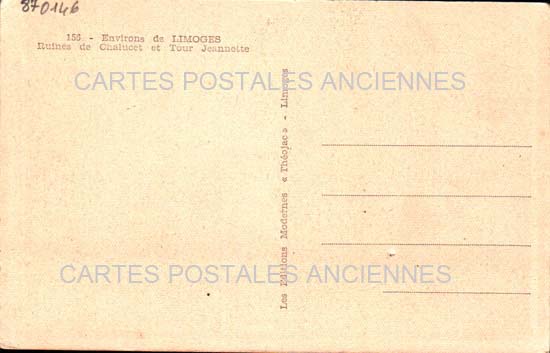 870146
156 - Environs de LIMOGES
Ruines de Chalucet et Tour Jeannette
CARTES POSTALES ANCIENNES
Les Editions Modernes « Théojac » - Limoges
CARTES POSTALES ANCIENNES